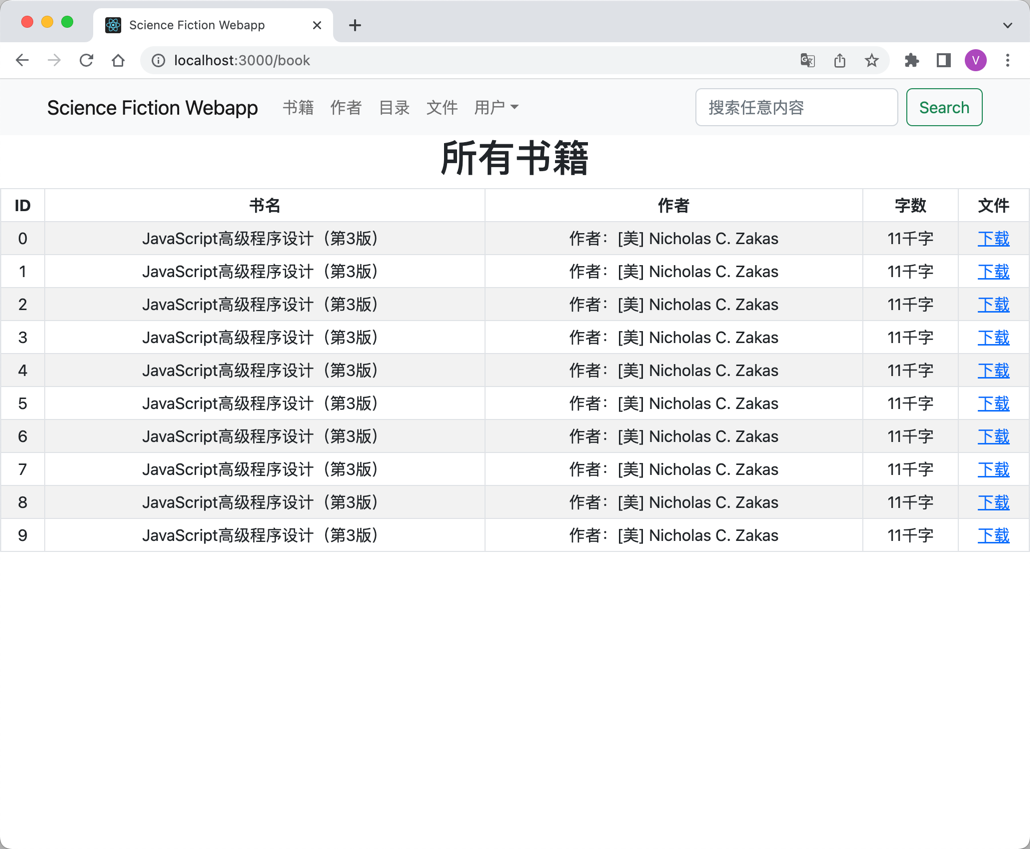 Science Fiction Webapp
localhost:3000/book
V
Science Fiction Webapp 书籍 作者 目录 文件 用户 搜索任意内容 Search
所有书籍
ID 书名 作者 字数 文件
0 JavaScript高级程序设计（第3版） 作者：[美] Nicholas C. Zakas 11千字 下载
1 JavaScript高级程序设计（第3版） 作者：[美] Nicholas C. Zakas 11千字 下载
2 JavaScript高级程序设计（第3版） 作者：[美] Nicholas C. Zakas 11千字 下载
3 JavaScript高级程序设计（第3版） 作者：[美] Nicholas C. Zakas 11千字 下载
4 JavaScript高级程序设计（第3版） 作者：[美] Nicholas C. Zakas 11千字 下载
5 JavaScript高级程序设计（第3版） 作者：[美] Nicholas C. Zakas 11千字 下载
6 JavaScript高级程序设计（第3版） 作者：[美] Nicholas C. Zakas 11千字 下载
7 JavaScript高级程序设计（第3版） 作者：[美] Nicholas C. Zakas 11千字 下载
8 JavaScript高级程序设计（第3版） 作者：[美] Nicholas C. Zakas 11千字 下载
9 JavaScript高级程序设计（第3版） 作者：[美] Nicholas C. Zakas 11千字 下载